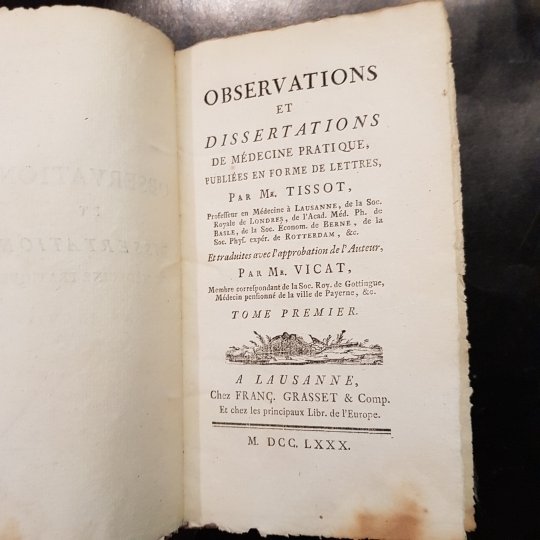 OBSERVATIONS
ET
DISSERTATIONS
DE MÉDECINE PRATIQUE,
PUBLIÉES EN FORME DE LETTRES,
PAR MR. TISSOT,
Professeur en Médecine à LAUSANNE, de la Soc.
Royale de LONDRES, de l'Acad. Méd. Ph. de
BASLE, de la Soc. Économ. de BERNE, de la
Soc. Phys. expér. de ROTTERDAM, &c.
Et traduites avec l'approbation de l'Auteur,
PAR MR. VICAT,
Membre correspondant de la Soc. Roy. de Gottingue,
Médecin pensionné de la ville de Payerne, &c.
TOME PREMIER.
A LAUSANNE,
Chez FRANÇ. GRASSET & Comp.
Et chez les principaux Libr. de l'Europe.
M. DCC. LXXX.